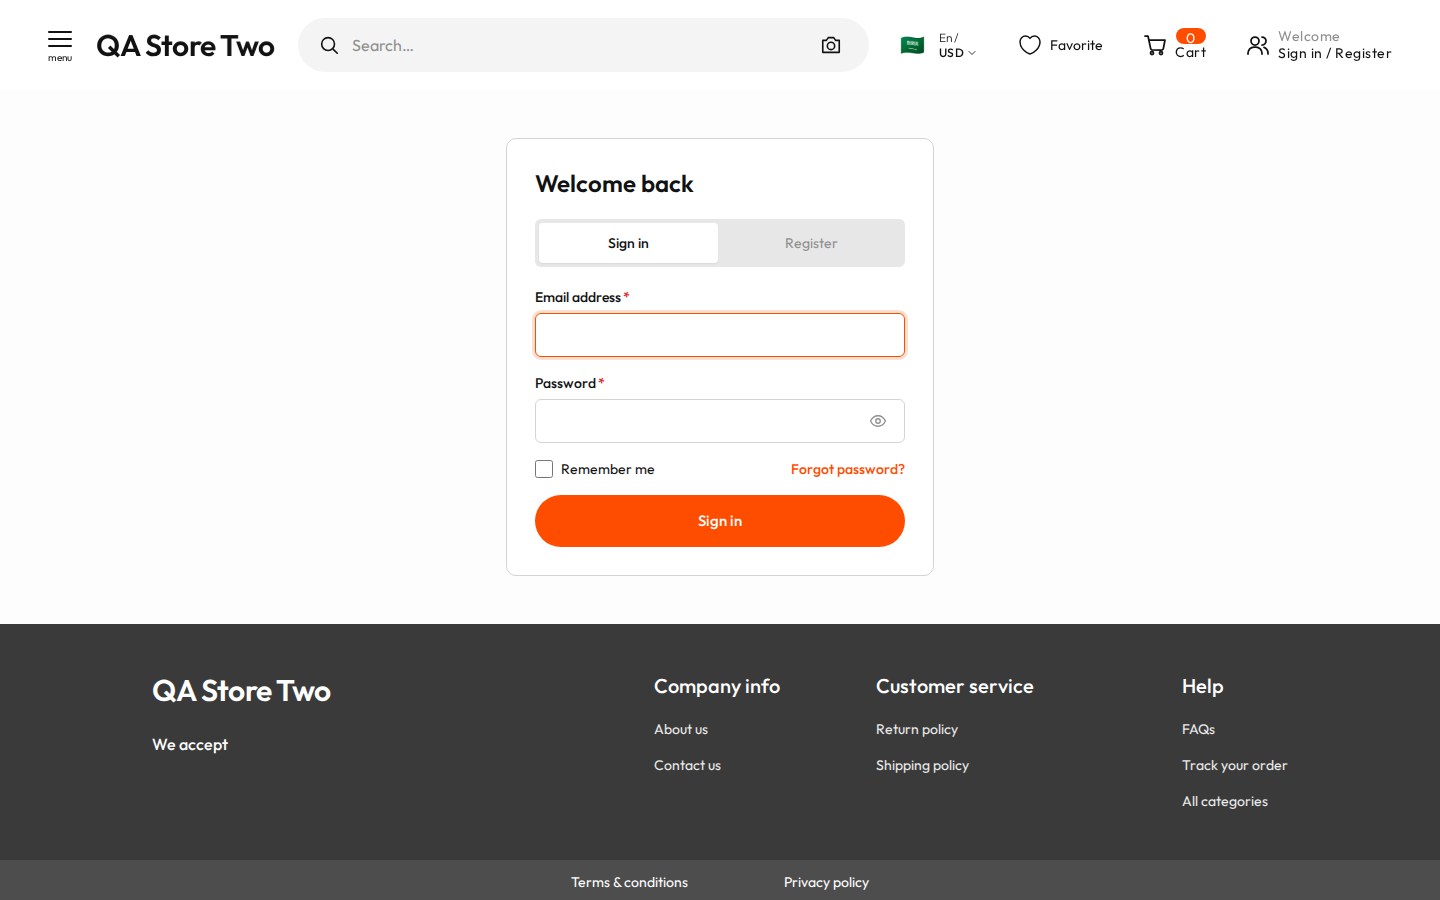 menu
QA Store Two
Search...
En/
USD
Favorite
0
Cart
Welcome
Sign in / Register
Welcome back
Sign in
Register
Email address *
Password *
Remember me
Forgot password?
Sign in
QA Store Two
We accept
Company info
About us
Contact us
Customer service
Return policy
Shipping policy
Help
FAQs
Track your order
All categories
Terms & conditions
Privacy policy